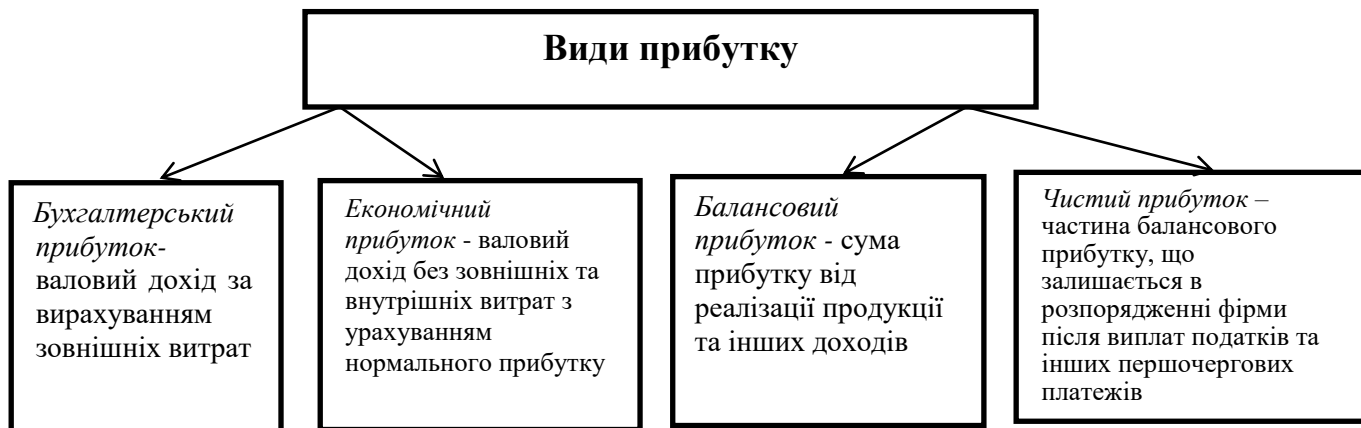 Види прибутку
Бухгалтерський
прибуток-
валовий дохід за
вирахуванням
зовнішніх витрат
Економічний
прибуток - валовий
дохід без зовнішніх та
внутрішніх витрат з
урахуванням
нормального прибутку
Балансовий
прибуток - сума
прибутку від
реалізації продукції
та інших доходів
Чистий прибуток –
частина балансового
прибутку, що
залишається в
розпорядженні фірми
після виплат податків та
інших першочергових
платежів